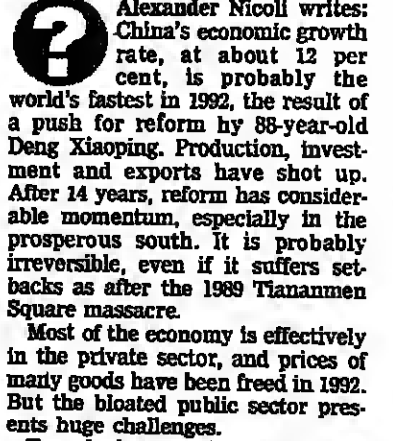 Alexander Nicoll writes:
China's economic growth
rate, at about 12 per
cent, is probably the
world's fastest in 1992, the result of
a push for reform by 88-year-old
Deng Xiaoping. Production, invest-
ment and exports have shot up.
After 14 years, reform has consider-
able momentum, especially in the
prosperous south. It is probably
irreversible, even if it suffers set-
backs as after the 1989 Tiananmen
Square massacre.
Most of the economy is effectively
in the private sector, and prices of
many goods have been freed in 1992.
But the bloated public sector pres-
ents huge challenges.